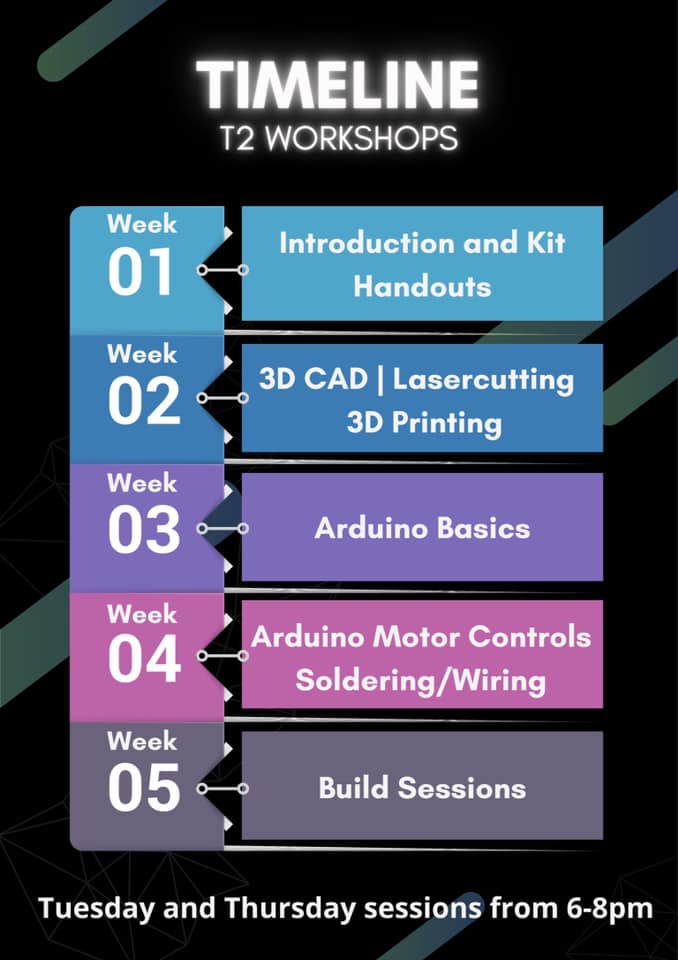 TIMELINE
T2 WORKSHOPS
Week
01
Introduction and Kit
Handouts
Week
02
3D CAD | Lasercutting
3D Printing
Week
03
Arduino Basics
Week
04
Arduino Motor Controls
Soldering/Wiring
Week
05
Build Sessions
Tuesday and Thursday sessions from 6-8pm